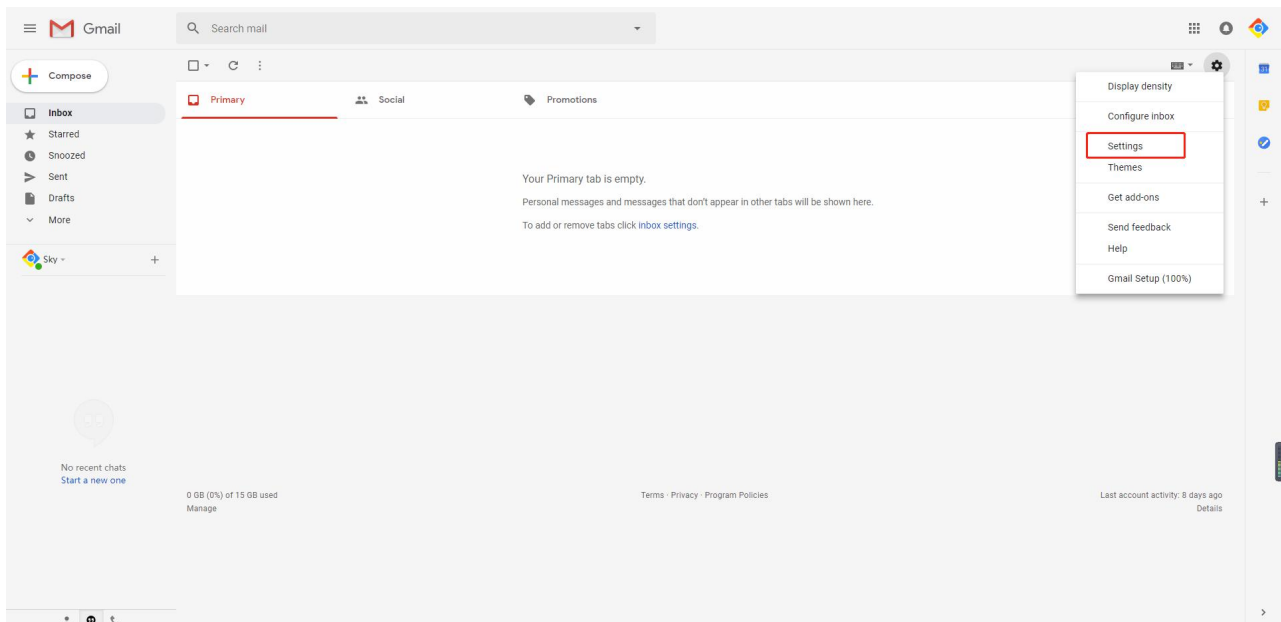 Gmail
Search mail
Compose
Inbox
Starred
Snoozed
Sent
Drafts
More
Sky
No recent chats
Start a new one
Primary
Social
Promotions
Your Primary tab is empty.
Personal messages and messages that don't appear in other tabs will be shown here.
To add or remove tabs click inbox settings.
0 GB (0%) of 15 GB used
Manage
Terms · Privacy · Program Policies
Last account activity: 8 days ago
Details
Display density
Configure inbox
Settings
Themes
Get add-ons
Send feedback
Help
Gmail Setup (100%)
31